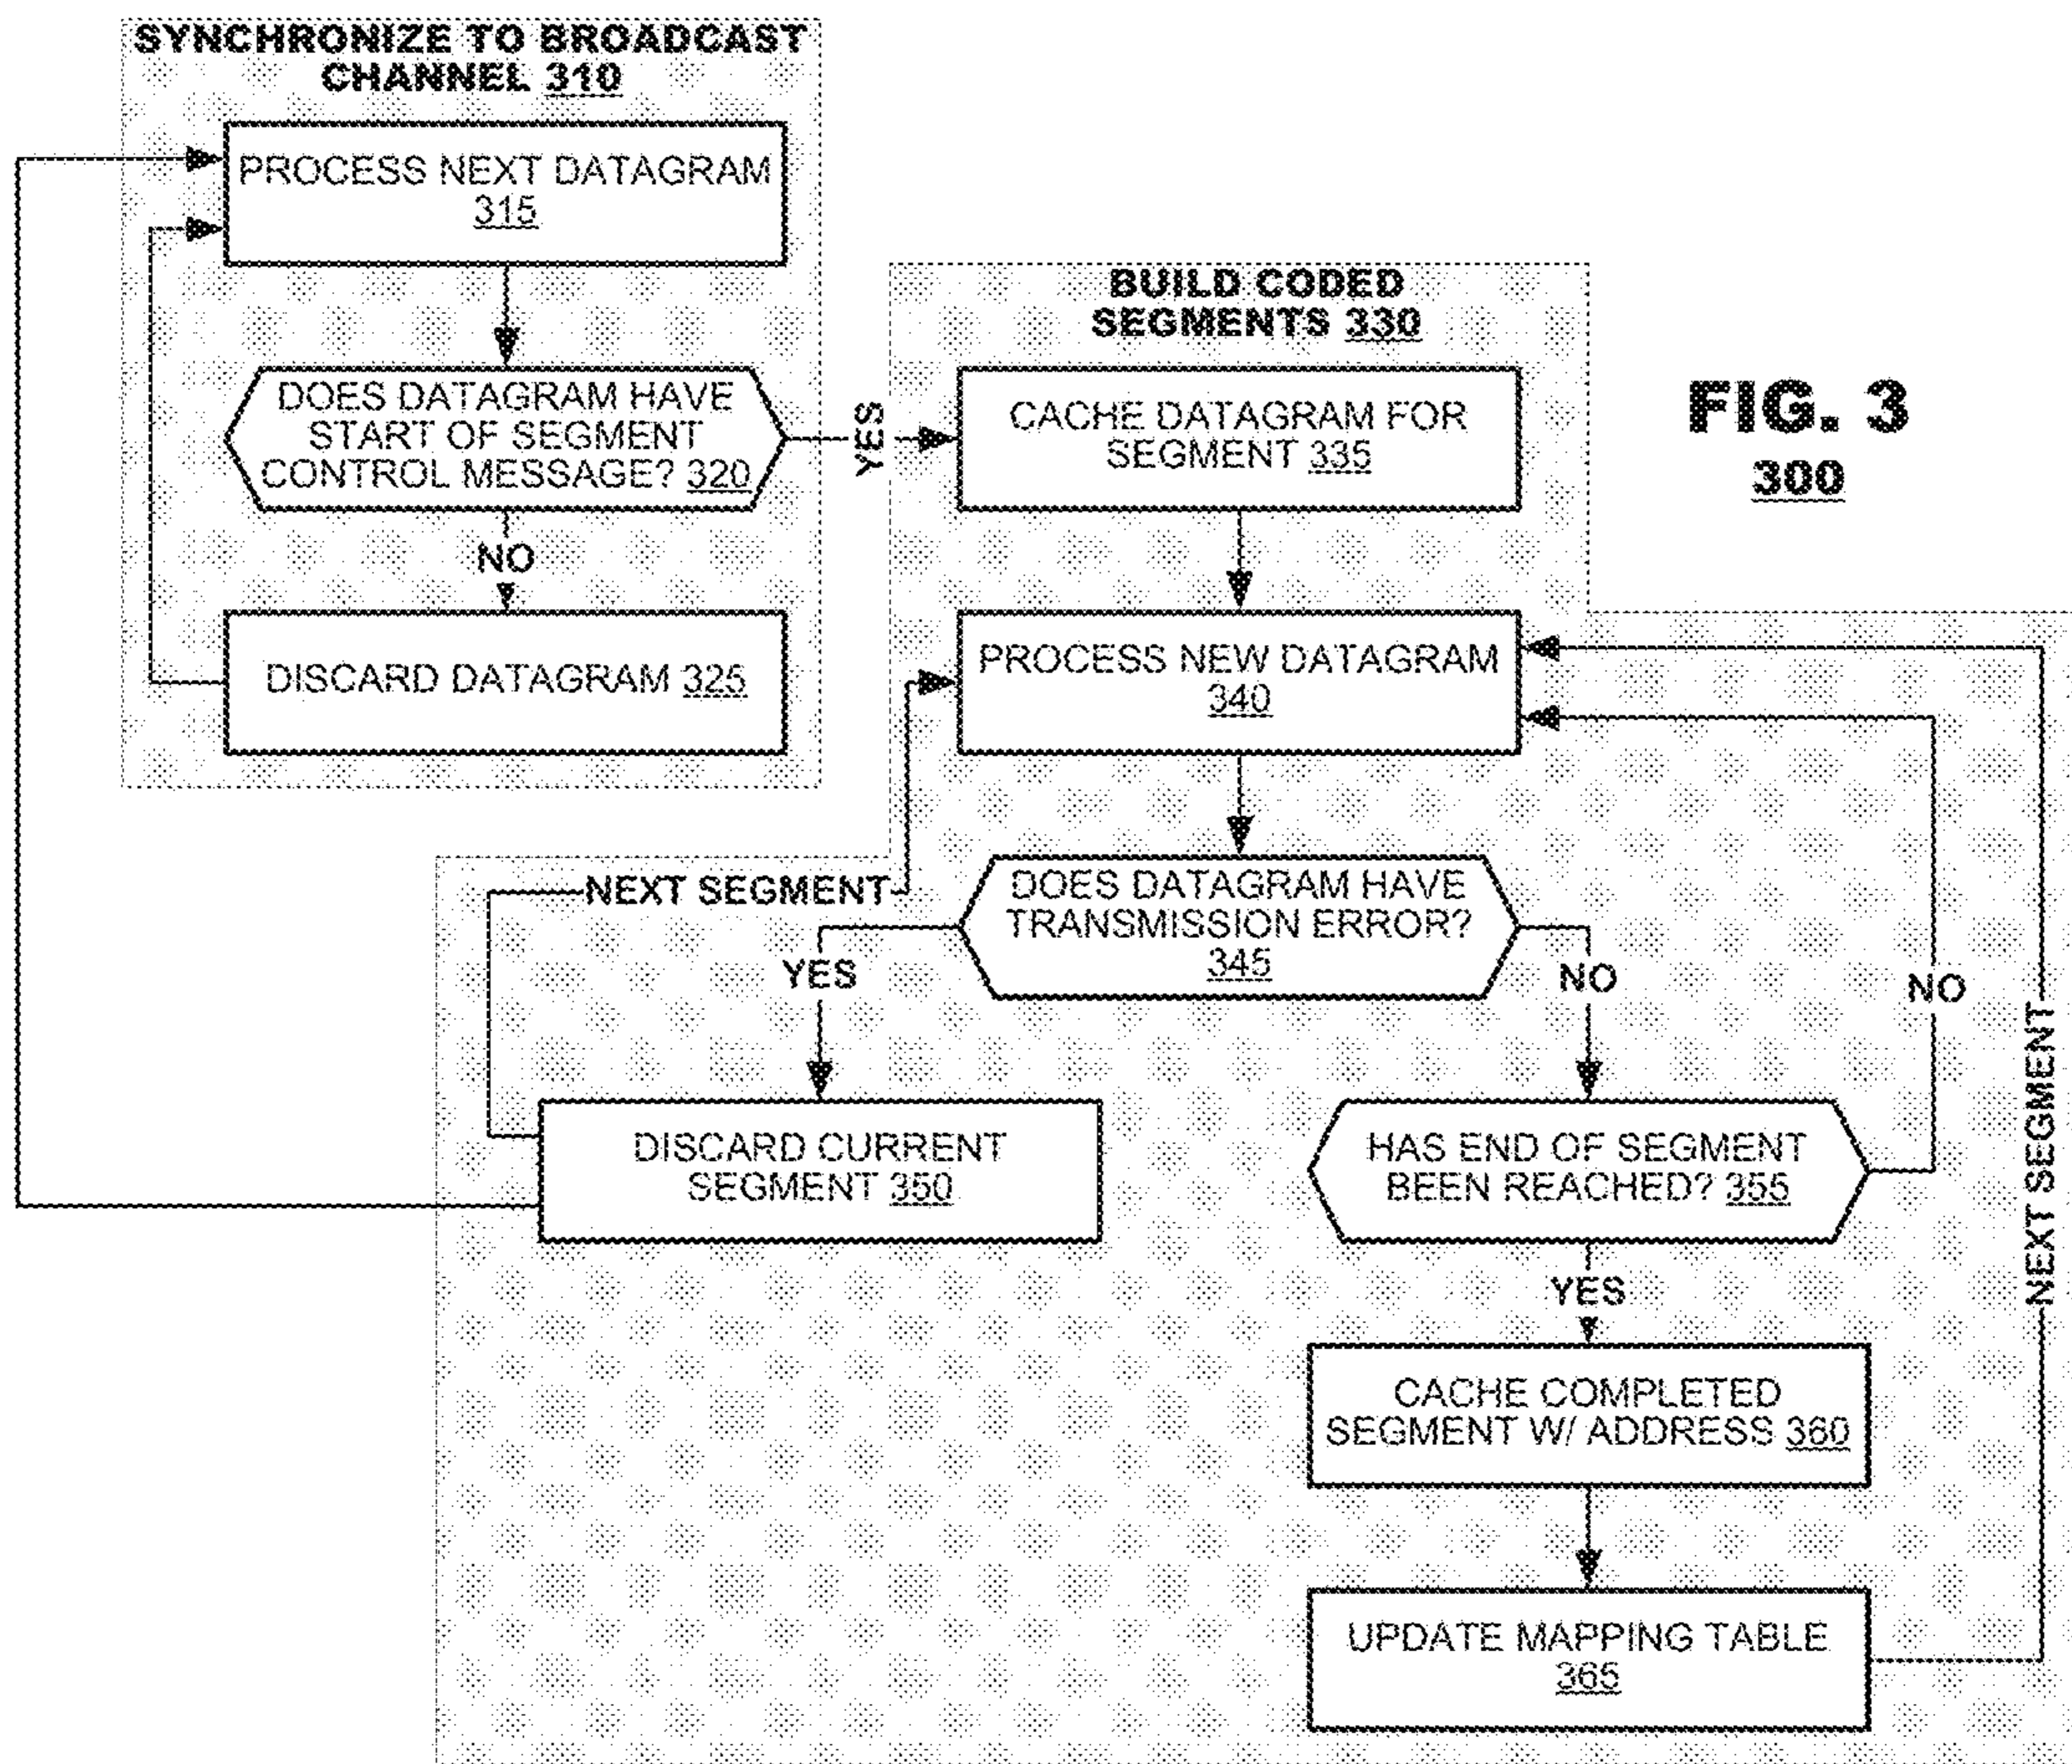 SYNCHRONIZE TO BROADCAST
CHANNEL 310
PROCESS NEXT DATAGRAM
315
DOES DATAGRAM HAVE
START OF SEGMENT
CONTROL MESSAGE? 320
YES
NO
DISCARD DATAGRAM 325
BUILD CODED
SEGMENTS 330
CACHE DATAGRAM FOR
SEGMENT 335
FIG. 3
300
PROCESS NEW DATAGRAM
340
NEXT SEGMENT
DOES DATAGRAM HAVE
TRANSMISSION ERROR?
345
YES
NO
NO
NEXT SEGMENT
DISCARD CURRENT
SEGMENT 350
HAS END OF SEGMENT
BEEN REACHED? 355
YES
CACHE COMPLETED
SEGMENT W/ ADDRESS 360
UPDATE MAPPING TABLE
365